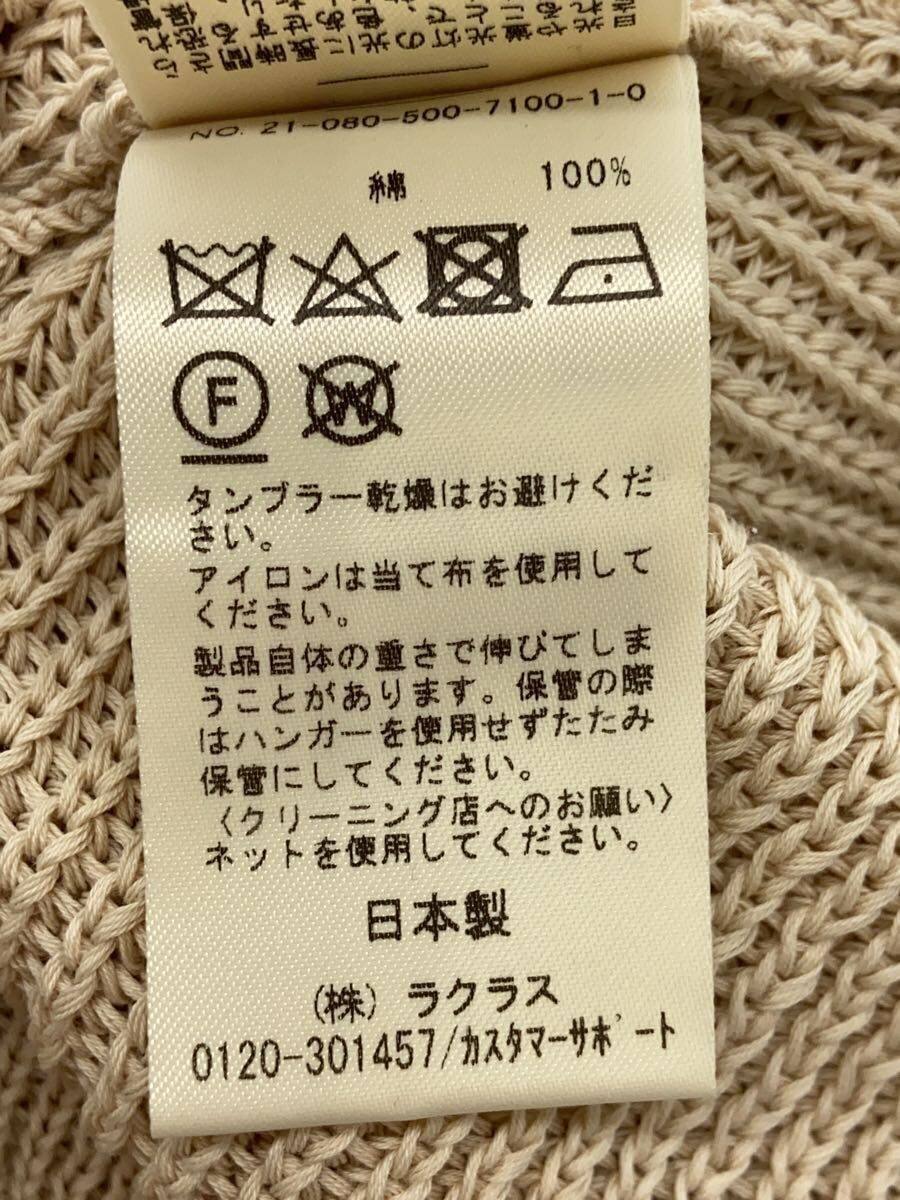 NO. 21-080-500-7100-1-0
綿 100%
F
W
タンブラー乾燥はお避けくだ
さい。
アイロンは当て布を使用して
ください。
製品自体の重さで伸びてしま
うことがあります。保管の際
はハンガーを使用せずたたみ
保管にしてください。
〈クリーニング店へのお願い〉
ネットを使用してください。
日本製
(株) ラクラス
0120-301457/カスタマーサポート